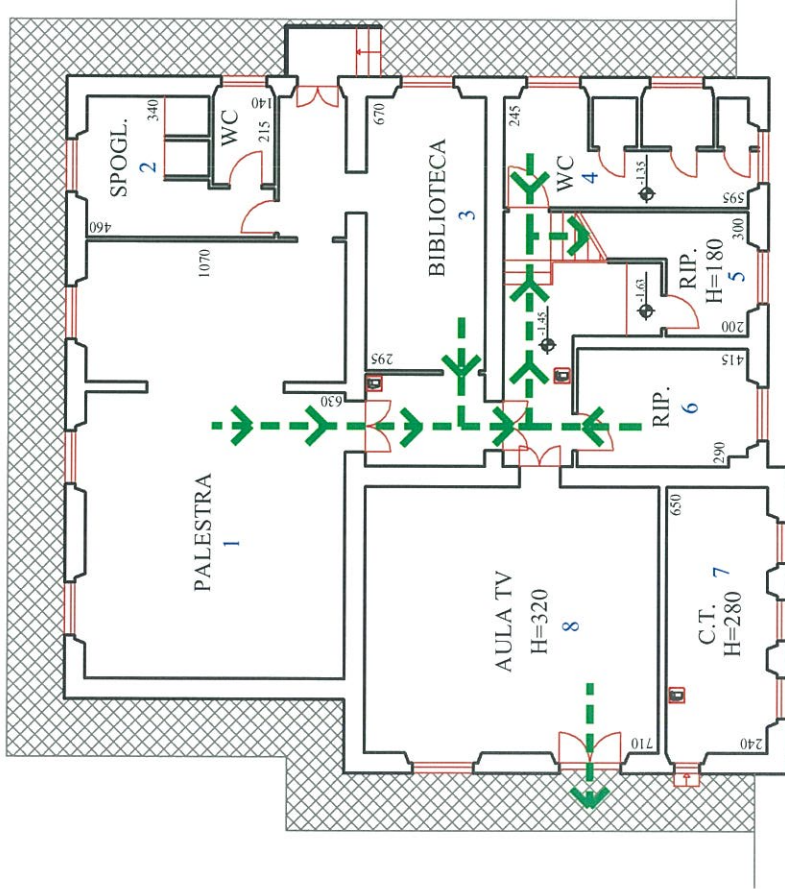 SPOGL.
2
340
460
WC
140
215
1070
PALESTRA
1
630
670
BIBLIOTECA
3
295
245
WC
4
-1.35
595
RIP.
H=180
5
300
200
-1.63
-1.45
415
RIP.
6
290
AULA TV
H=320
8
710
650
C.T.
H=280
7
240